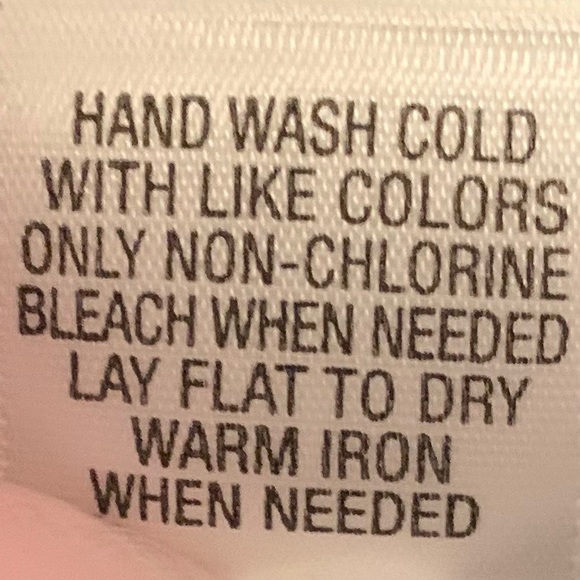 HAND WASH COLD
WITH LIKE COLORS
ONLY NON-CHLORINE
BLEACH WHEN NEEDED
LAY FLAT TO DRY
WARM IRON
WHEN NEEDED